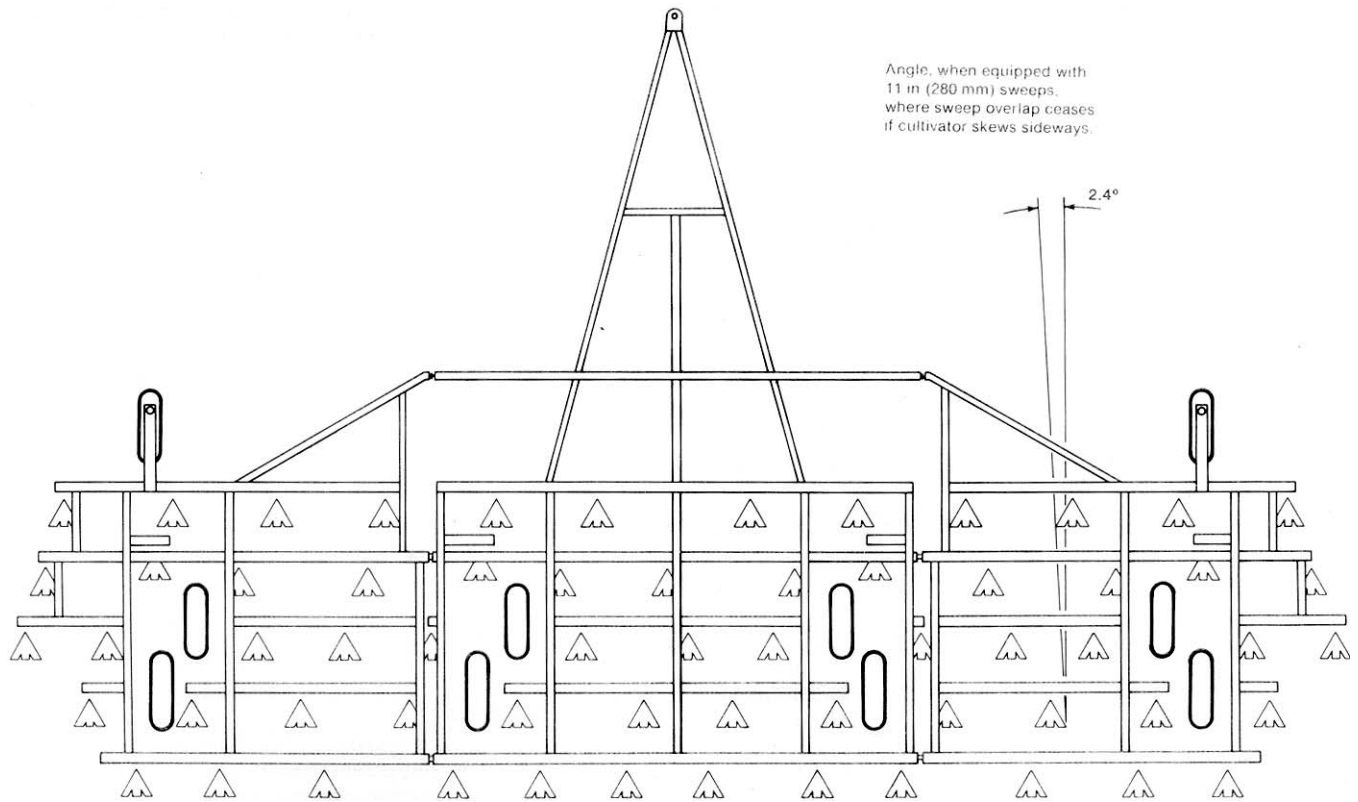 Angle, when equipped with
11 in (280 mm) sweeps,
where sweep overlap ceases
if cultivator skews sideways.
2.4°